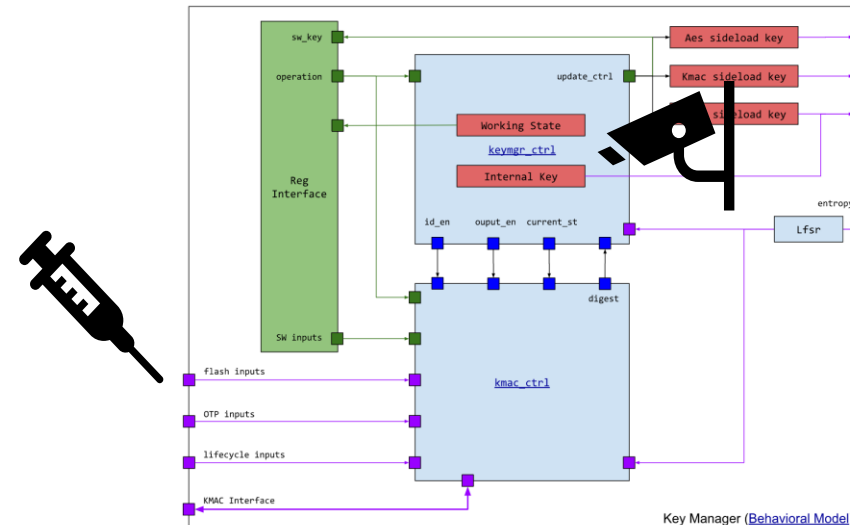 sw_key
operation
Reg
Interface
SW inputs
update_ctrl
Working State
keymgr_ctrl
Internal Key
id_en
ouput_en
current_st
digest
kmac_ctrl
Aes sideload key
Kmac sideload key
sideload key
entropy
Lfsr
flash inputs
OTP inputs
lifecycle inputs
KMAC Interface
Key Manager (Behavioral Model